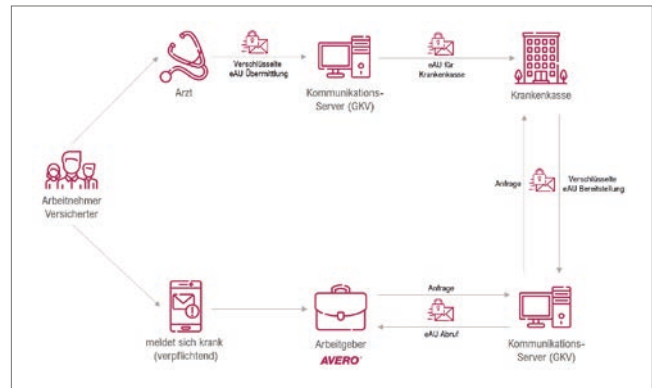 Verschlüsselte
eAU Übermittlung
eAU für
Krankenkasse
Arzt
Kommunikations-
Server (GKV)
Krankenkasse
Arbeitnehmer
Versicherter
Anfrage
Verschlüsselte
eAU Bereitstellung
Anfrage
eAU Abruf
meldet sich krank
(verpflichtend)
Arbeitgeber
AVERO®
Kommunikations-
Server (GKV)